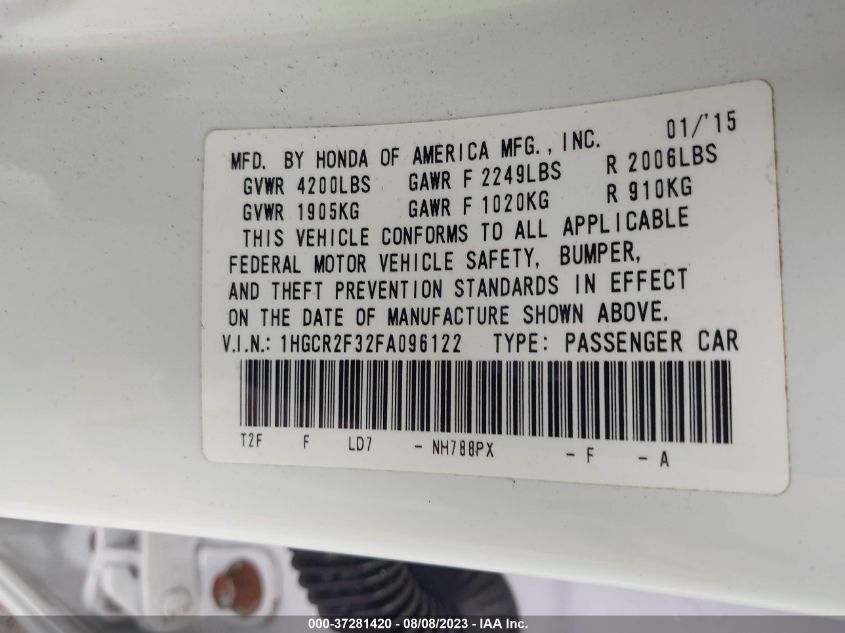 01/'15
MFD. BY HONDA OF AMERICA MFG., INC.
GVWR 4200LBS GAWR F 2249LBS R 2006LBS
GVWR 1905KG GAWR F 1020KG R 910KG
THIS VEHICLE CONFORMS TO ALL APPLICABLE
FEDERAL MOTOR VEHICLE SAFETY, BUMPER,
AND THEFT PREVENTION STANDARDS IN EFFECT
ON THE DATE OF MANUFACTURE SHOWN ABOVE.
V.I.N.: 1HGCR2F32FA096122 TYPE: PASSENGER CAR
T2F F LD7 - NH788PX - F - A
000-37281420 - 08/08/2023 - IAA Inc.